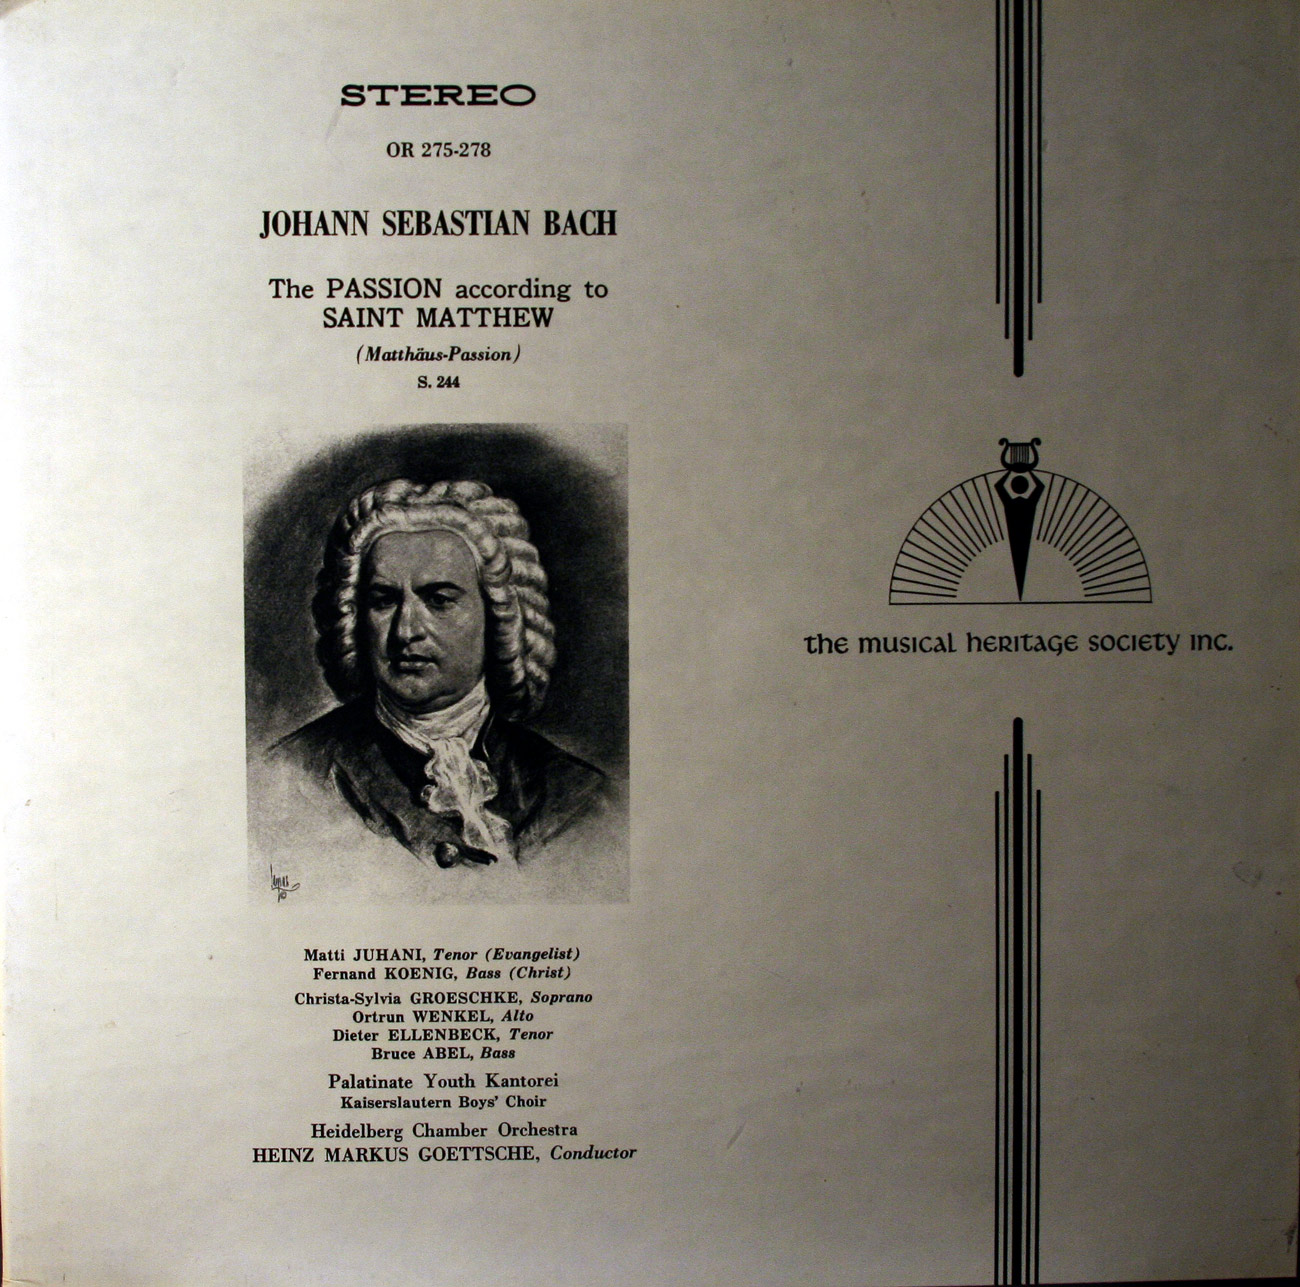 STEREO
OR 275-278
JOHANN SEBASTIAN BACH
The PASSION according to
SAINT MATTHEW
(Matthäus-Passion)
S. 244
the musical heritage society inc.
Matti JUHANI, Tenor (Evangelist)
Fernand KOENIG, Bass (Christ)
Christa-Sylvia GROESCHKE, Soprano
Ortrun WENKEL, Alto
Dieter ELLENBECK, Tenor
Bruce ABEL, Bass
Palatinate Youth Kantorei
Kaiserslautern Boys' Choir
Heidelberg Chamber Orchestra
HEINZ MARKUS GOETTSCHE, Conductor